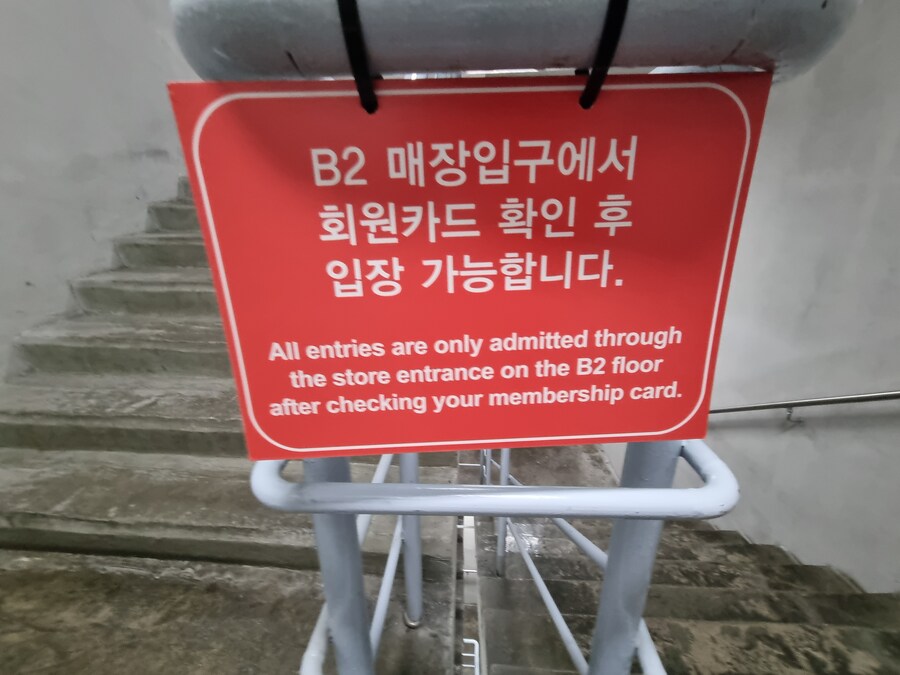 B2 매장입구에서
회원카드 확인 후
입장 가능합니다.
All entries are only admitted through
the store entrance on the B2 floor
after checking your membership card.